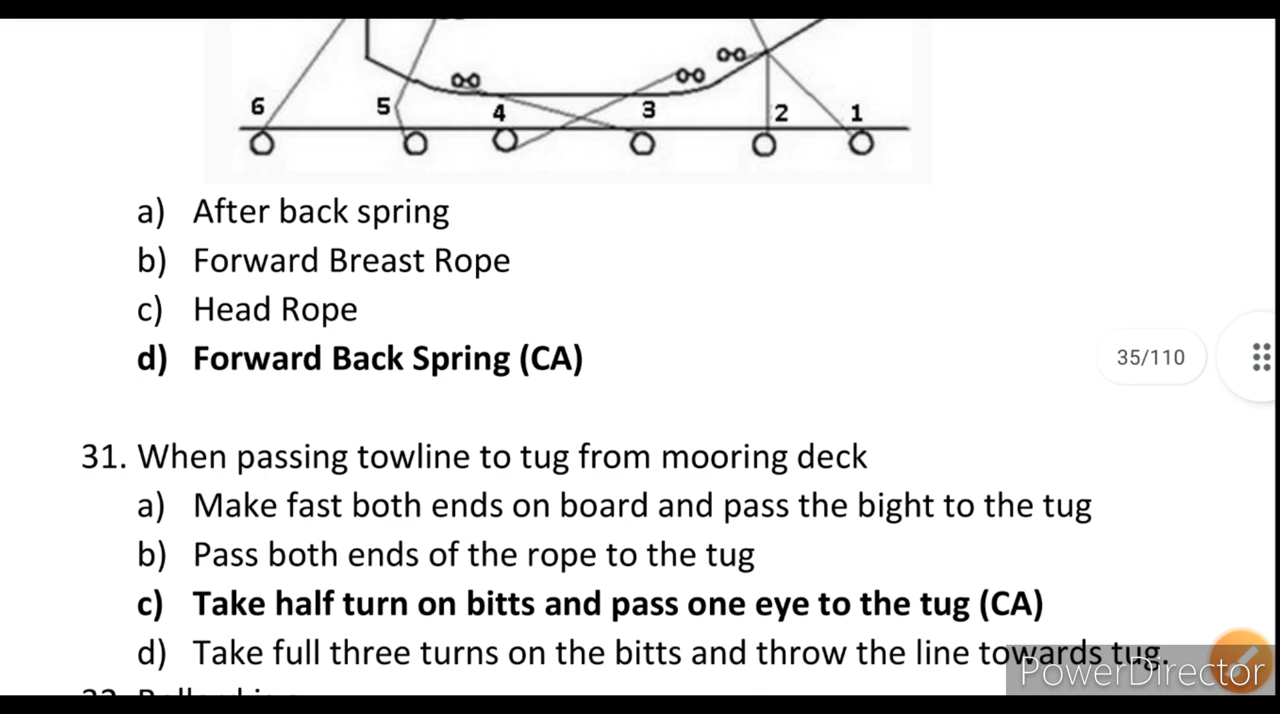 6 5 4 3 2 1
a) After back spring
b) Forward Breast Rope
c) Head Rope
d) Forward Back Spring (CA)
35/110
31. When passing towline to tug from mooring deck
a) Make fast both ends on board and pass the bight to the tug
b) Pass both ends of the rope to the tug
c) Take half turn on bitts and pass one eye to the tug (CA)
d) Take full three turns on the bitts and throw the line towards tug.
PowerDirector